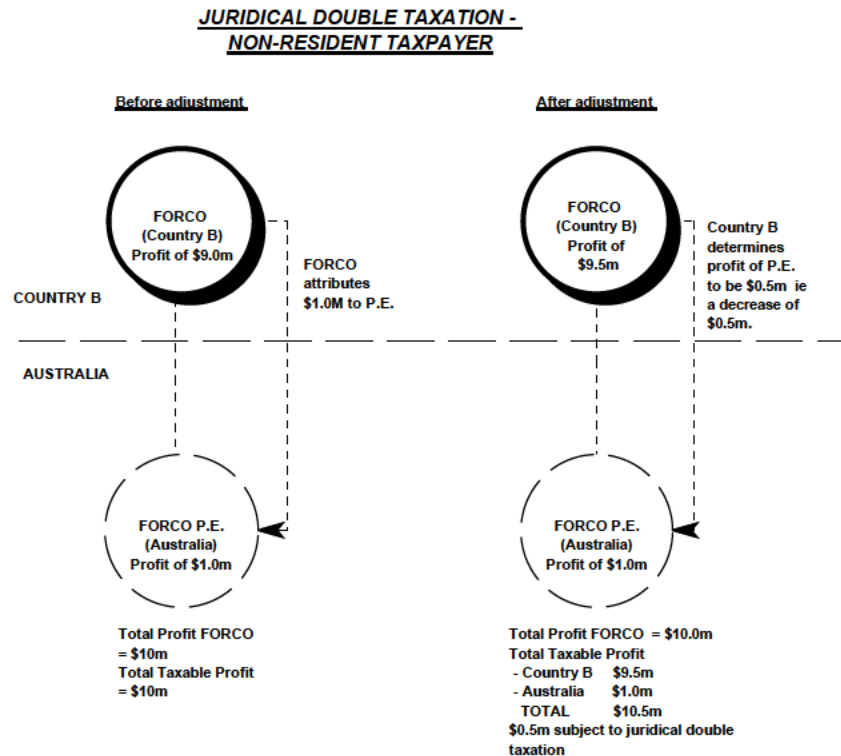 JURIDICAL DOUBLE TAXATION -
NON-RESIDENT TAXPAYER
Before adjustment
After adjustment
FORCO
(Country B)
Profit of $9.0m
FORCO
attributes
$1.0M to P.E.
FORCO
(Country B)
Profit of
$9.5m
Country B
determines
profit of P.E.
to be $0.5m ie
a decrease of
$0.5m.
COUNTRY B
AUSTRALIA
FORCO P.E.
(Australia)
Profit of $1.0m
FORCO P.E.
(Australia)
Profit of $1.0m
Total Profit FORCO
= $10m
Total Taxable Profit
= $10m
Total Profit FORCO = $10.0m
Total Taxable Profit
- Country B $9.5m
- Australia $1.0m
TOTAL $10.5m
$0.5m subject to juridical double
taxation